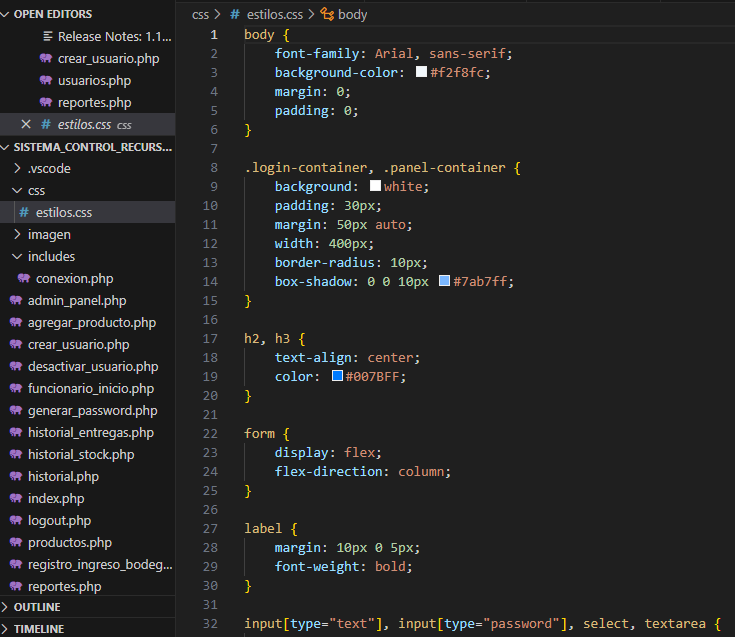 OPEN EDITORS
Release Notes: 1.1...
crear_usuario.php
usuarios.php
reportes.php
estilos.css css
SISTEMA_CONTROL_RECURS...
.vscode
css
estilos.css
imagen
includes
conexion.php
admin_panel.php
agregar_producto.php
crear_usuario.php
desactivar_usuario.php
funcionario_inicio.php
generar_password.php
historial_entregas.php
historial_stock.php
historial.php
index.php
logout.php
productos.php
registro_ingreso_bodeg...
reportes.php
OUTLINE
TIMELINE
css > # estilos.css > body
1 body {
2 font-family: Arial, sans-serif;
3 background-color: #f2f8fc;
4 margin: 0;
5 padding: 0;
6 }
7
8 .login-container, .panel-container {
9 background: white;
10 padding: 30px;
11 margin: 50px auto;
12 width: 400px;
13 border-radius: 10px;
14 box-shadow: 0 0 10px #7ab7ff;
15 }
16
17 h2, h3 {
18 text-align: center;
19 color: #007BFF;
20 }
21
22 form {
23 display: flex;
24 flex-direction: column;
25 }
26
27 label {
28 margin: 10px 0 5px;
29 font-weight: bold;
30 }
31
32 input[type="text"], input[type="password"], select, textarea {